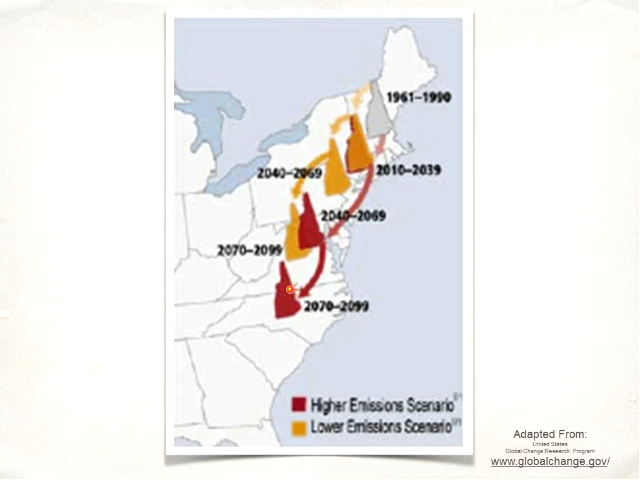 1961–1990
2010–2039
2040–2069
2040–2069
2070–2099
2070–2099
Higher Emissions Scenario
Lower Emissions Scenario
Adapted From:
United States
Global Change Research Program
www.globalchange.gov/